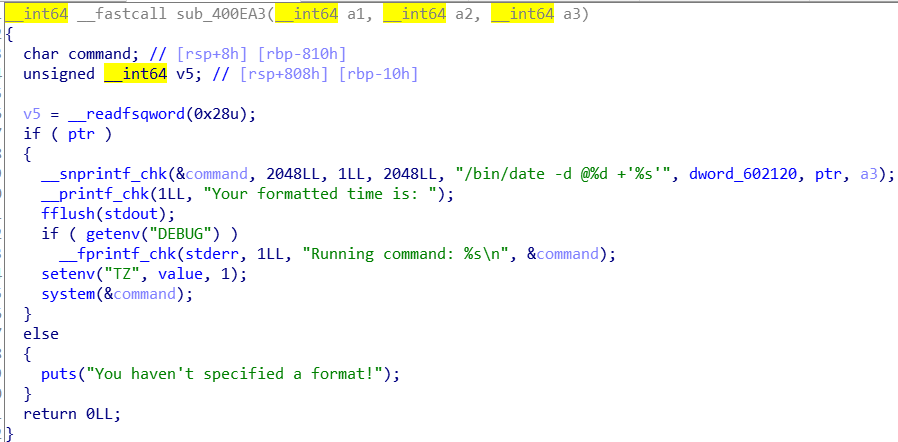 __int64 __fastcall sub_400EA3(__int64 a1, __int64 a2, __int64 a3)
{
  char command; // [rsp+8h] [rbp-810h]
  unsigned __int64 v5; // [rsp+808h] [rbp-10h]

  v5 = __readfsqword(0x28u);
  if ( ptr )
  {
    __snprintf_chk(&command, 2048LL, 1LL, 2048LL, "/bin/date -d @%d +'%s'", dword_602120, ptr, a3);
    __printf_chk(1LL, "Your formatted time is: ");
    fflush(stdout);
    if ( getenv("DEBUG") )
      __fprintf_chk(stderr, 1LL, "Running command: %s\n", &command);
    setenv("TZ", value, 1);
    system(&command);
  }
  else
  {
    puts("You haven't specified a format!");
  }
  return 0LL;
}